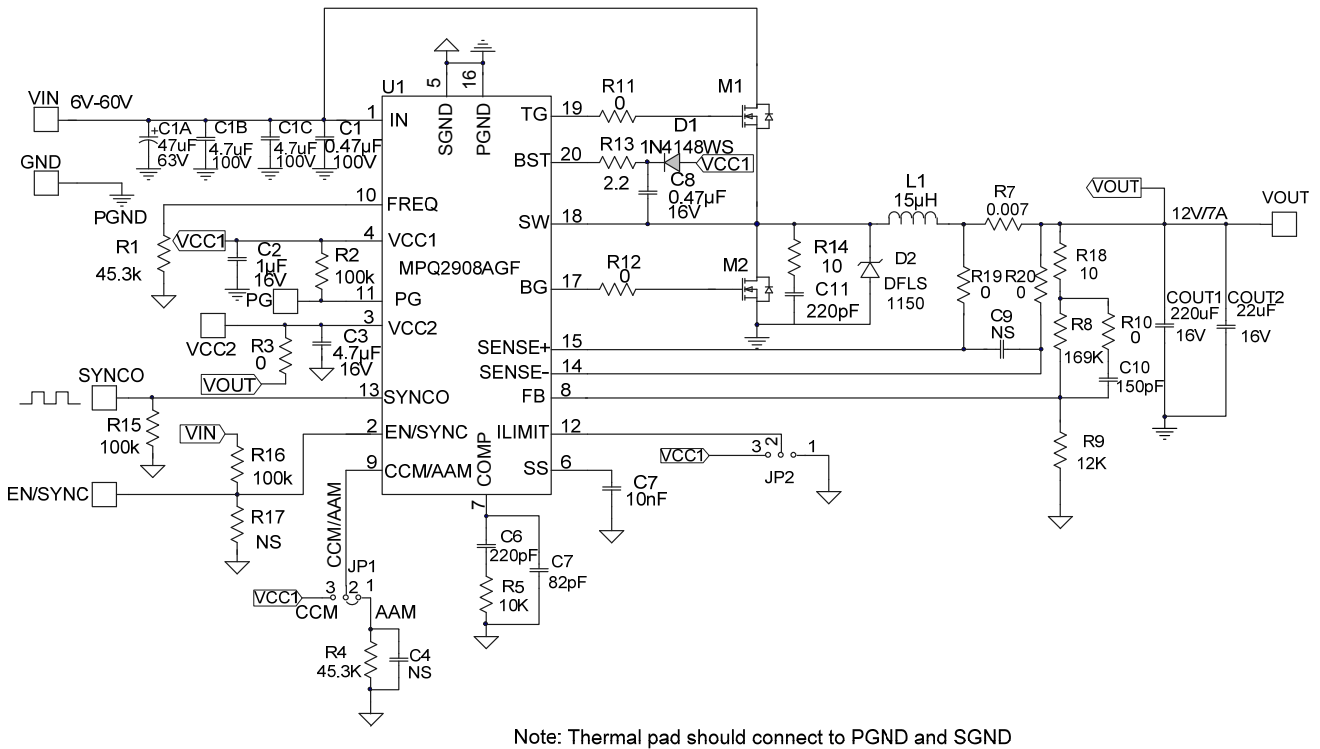 VIN 6V-60V
C1A
47uF
63V
C1B
4.7uF
100V
C1C
4.7uF
100V
C1
0.47uF
100V
GND
PGND
U1
MPQ2908AGF
1 IN
10 FREQ
4 VCC1
11 PG
3 VCC2
13 SYNCO
2 EN/SYNC
9 CCM/AAM
5 SGND
16 PGND
TG 19
BST 20
SW 18
BG 17
SENSE+ 15
SENSE− 14
FB 8
ILIMIT 12
SS 6
COMP 7
R1
45.3k
VCC1
C2
1µF
16V
R2
100k
PG
VCC2
R3
0
VOUT
C3
4.7µF
16V
SYNCO
R15
100k
VIN
R16
100k
EN/SYNC
R17
NS
CCM/AAM
JP1
VCC1 3 2 1
CCM AAM
R4
45.3K
C4
NS
C6
220pF
R5
10K
C7
82pF
R11
0
M1
D1
1N4148WS
R13
2.2
VCC1
C8
0.47µF
16V
R12
0
M2
R14
10
C11
220pF
D2
DFLS
1150
L1
15µH
R7
0.007
R19
0
R20
0
C9
NS
R18
10
R8
169K
R10
0
C10
150pF
R9
12K
VOUT
12V/7A
VOUT
COUT1
220uF
16V
COUT2
22uF
16V
VCC1 3 2 1
JP2
C7
10nF
Note: Thermal pad should connect to PGND and SGND